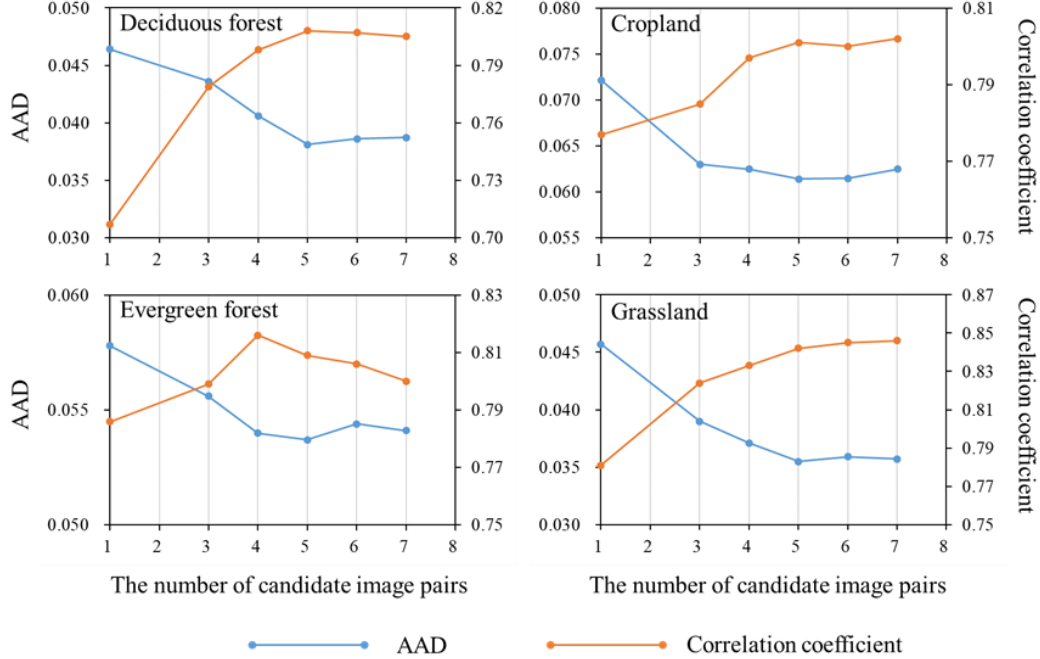 Deciduous forest
0.050
0.045
0.040
0.035
0.030
AAD
0.82
0.79
0.76
0.73
0.70
1 2 3 4 5 6 7 8
Cropland
0.080
0.075
0.070
0.065
0.060
0.055
0.81
0.79
0.77
0.75
Correlation
coefficient
1 2 3 4 5 6 7 8
Evergreen forest
0.060
0.055
0.050
AAD
0.83
0.81
0.79
0.77
0.75
1 2 3 4 5 6 7 8
The number of candidate image pairs
Grassland
0.050
0.045
0.040
0.035
0.030
0.87
0.85
0.83
0.81
0.79
0.77
0.75
Correlation
coefficient
1 2 3 4 5 6 7 8
The number of candidate image pairs
AAD
Correlation coefficient